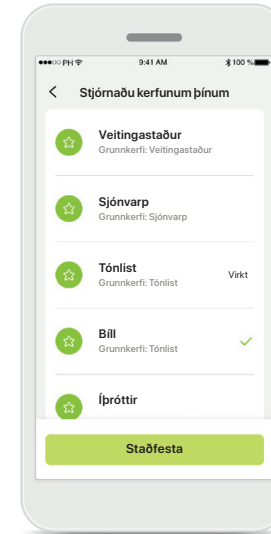 PH 9:41 AM 100 %
Stjórnaðu kerfunum þínum
Veitingastaður
Grunnkerfi: Veitingastaður
Sjónvarp
Grunnkerfi: Sjónvarp
Tónlist
Grunnkerfi: Tónlist
Virkt
Bíll
Grunnkerfi: Tónlist
Íþróttir
Staðfesta